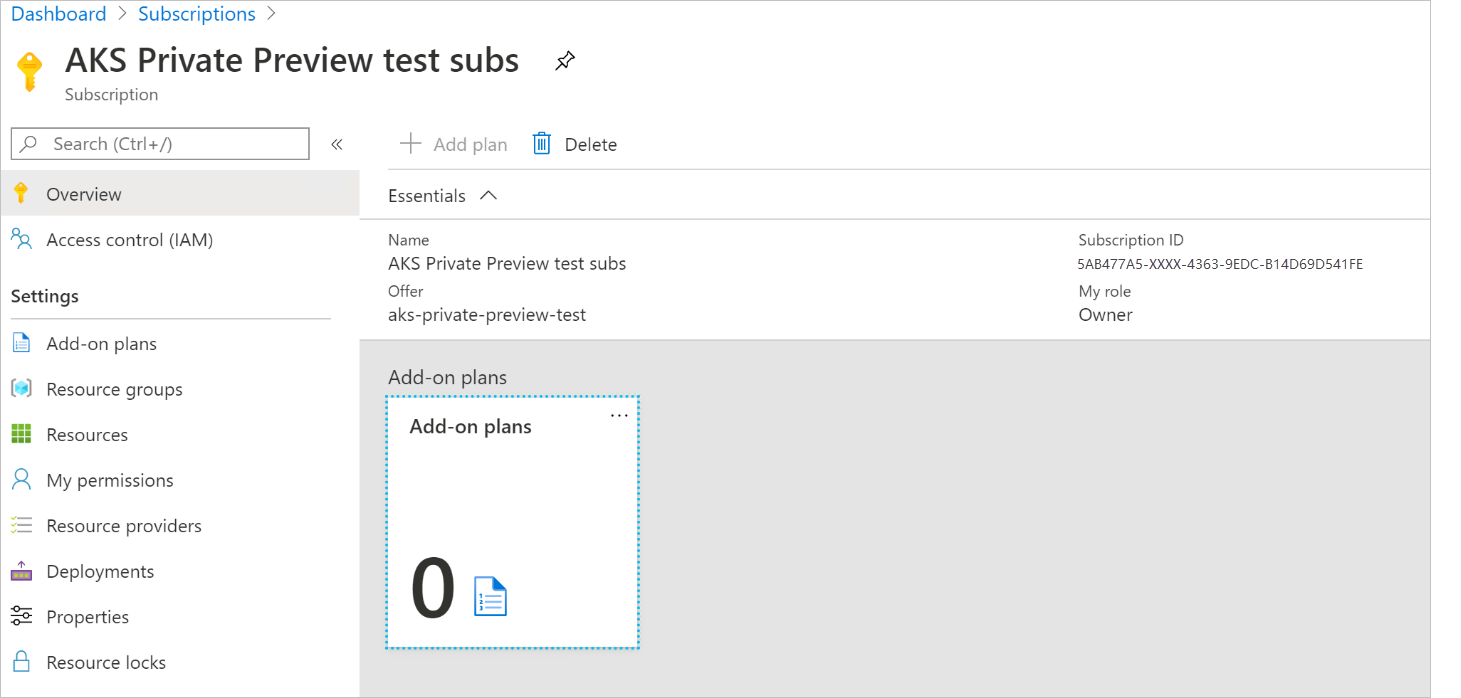 Dashboard > Subscriptions >
AKS Private Preview test subs
Subscription
Search (Ctrl+/)
«
Add plan
Delete
Overview
Access control (IAM)
Settings
Add-on plans
Resource groups
Resources
My permissions
Resource providers
Deployments
Properties
Resource locks
Essentials
Name
AKS Private Preview test subs
Offer
aks-private-preview-test
Subscription ID
5AB477A5-XXXX-4363-9EDC-B14D69D541FE
My role
Owner
Add-on plans
Add-on plans
...
0